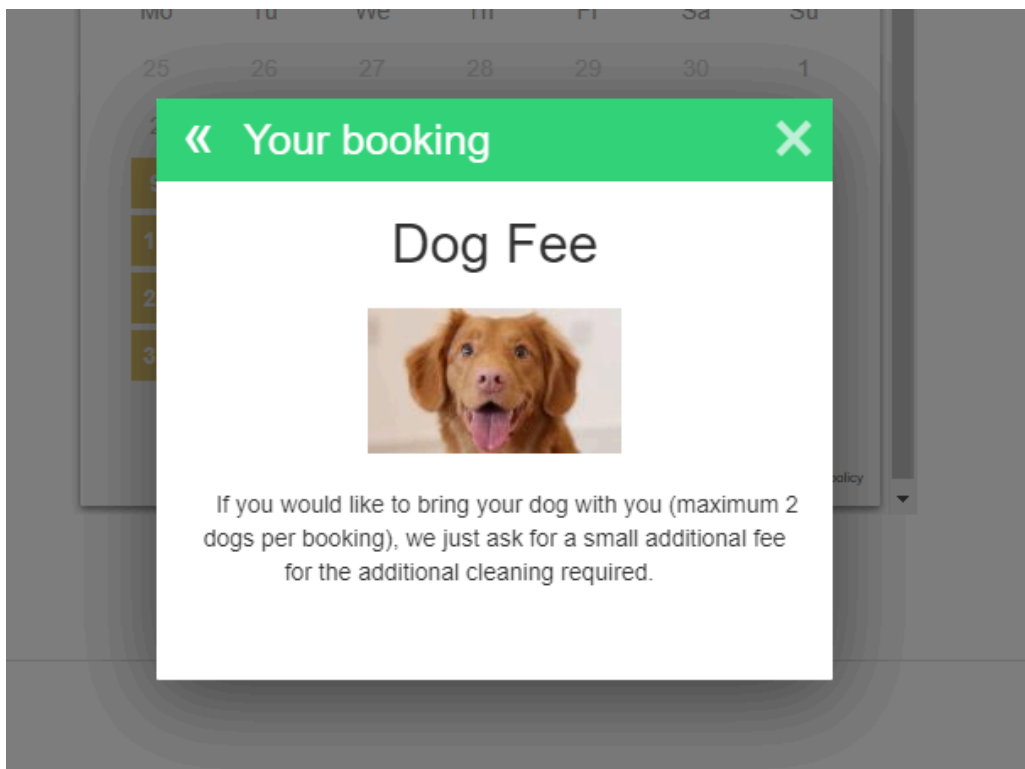 Mo Tu We Th Fr Sa Su
25 26 27 28 29 30 1
« Your booking ×
Dog Fee
If you would like to bring your dog with you (maximum 2
dogs per booking), we just ask for a small additional fee
for the additional cleaning required.
policy